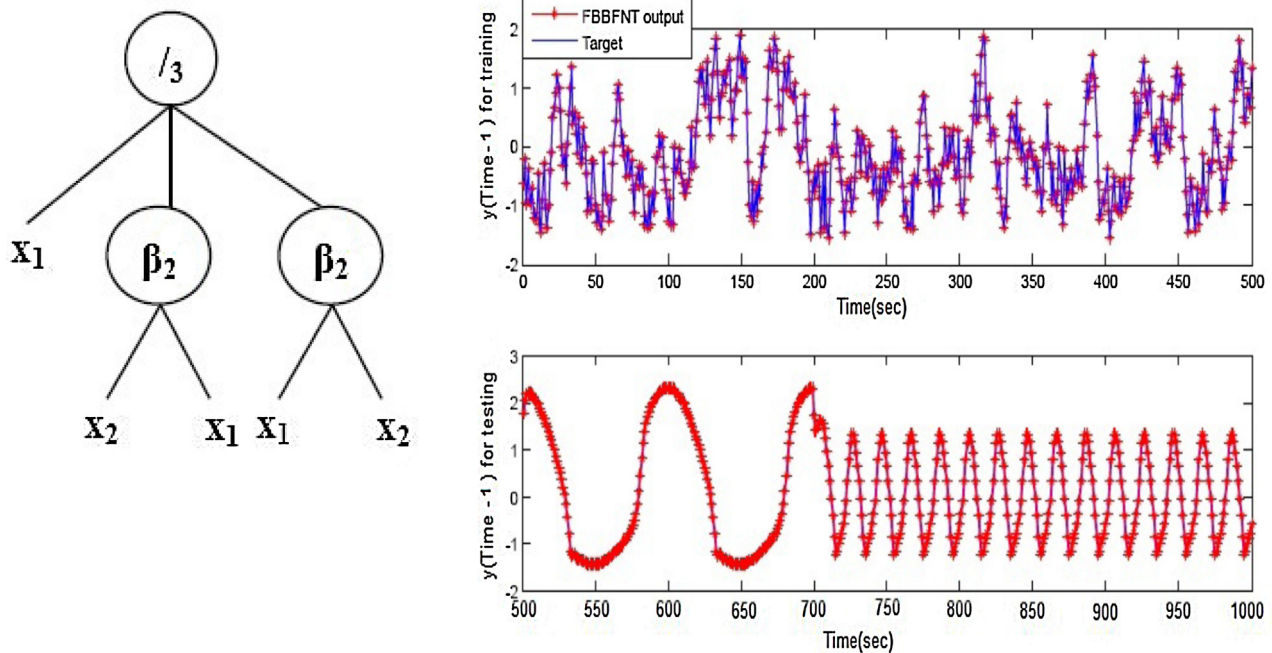 /3
x1
β2
β2
x2
x1
x1
x2
FBBFNT output
Target
y(Time -1 ) for training
2
1
0
-1
-2
0
50
100
150
200
250
300
350
400
450
500
Time(sec)
y(Time - 1 ) for testing
3
2
1
0
-1
-2
500
550
600
650
700
750
800
850
900
950
1000
Time(sec)